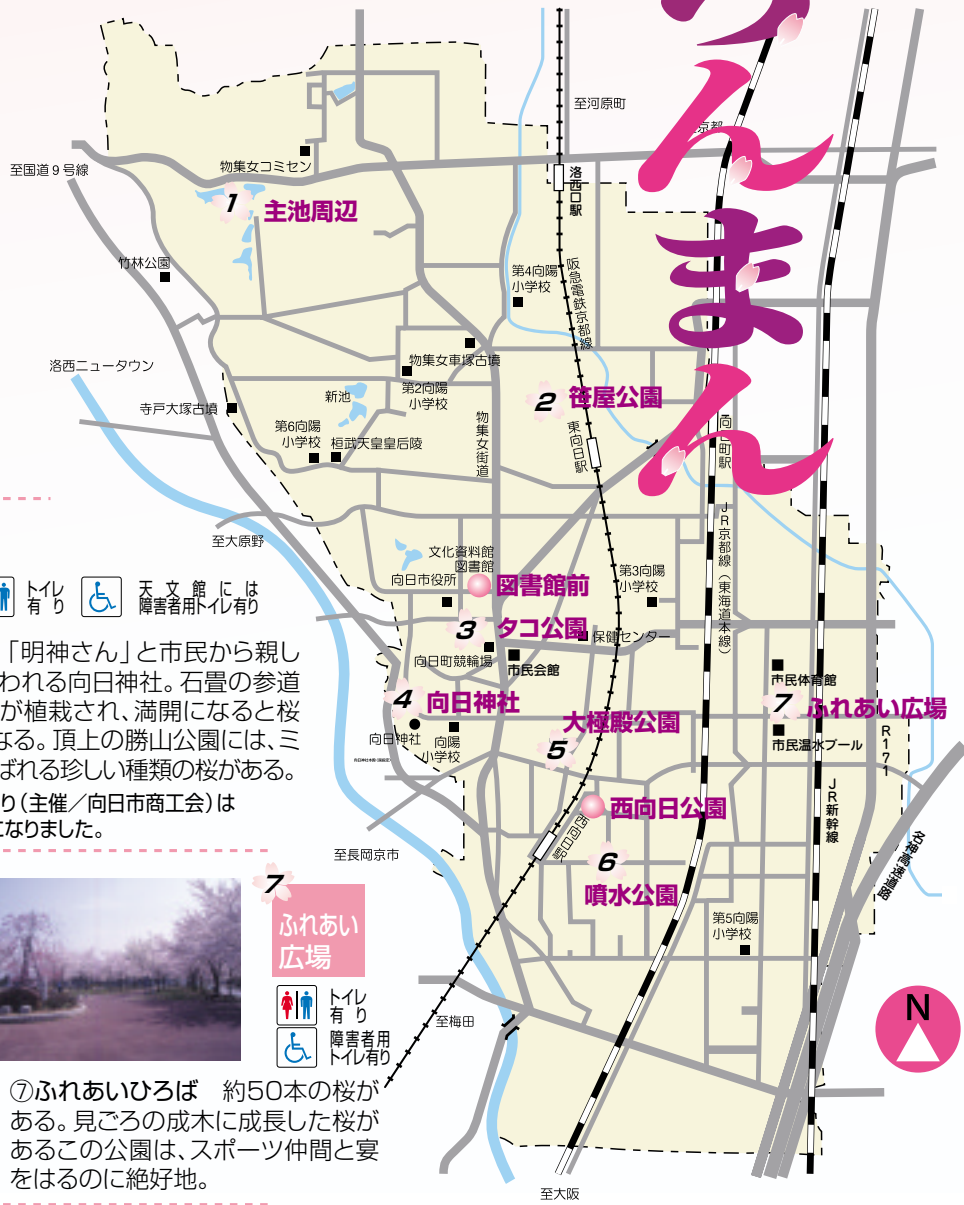 んまん
至河原町
至国道9号線
物集女コミセン
洛西口駅
1 主池周辺
竹林公園
第4向陽
小学校
阪急電鉄京都線
物集女車塚古墳
洛西ニュータウン
第2向陽
小学校
新池
2 笹屋公園
寺戸大塚古墳
第6向陽
小学校
桓武天皇皇后陵
物集女街道
東向日駅
向日町駅
至大原野
JR京都線(東海道本線)
文化資料館
図書館
向日市役所
図書館前
第3向陽
小学校
3 タコ公園
保健センター
向日町競輪場
市民会館
市民体育館
4 向日神社
7 ふれあい広場
向日神社
向陽
小学校
大極殿公園
5
市民温水プール
R171
西向日公園
JR新幹線
西向日駅
名神高速道路
至長岡京市
6
噴水公園
第5向陽
小学校
至梅田
N
至大阪
トイレ
有り
天文館には
障害者用トイレ有り
「明神さん」と市民から親し
われる向日神社。石畳の参道
が植栽され、満開になると桜
なる。頂上の勝山公園には、ミ
ばれる珍しい種類の桜がある。
り(主催/向日市商工会)は
になりました。
7
ふれあい
広場
トイレ
有り
障害者用
トイレ有り
⑦ふれあいひろば 約50本の桜が
ある。見ごろの成木に成長した桜が
あるこの公園は、スポーツ仲間と宴
をはるのに絶好地。